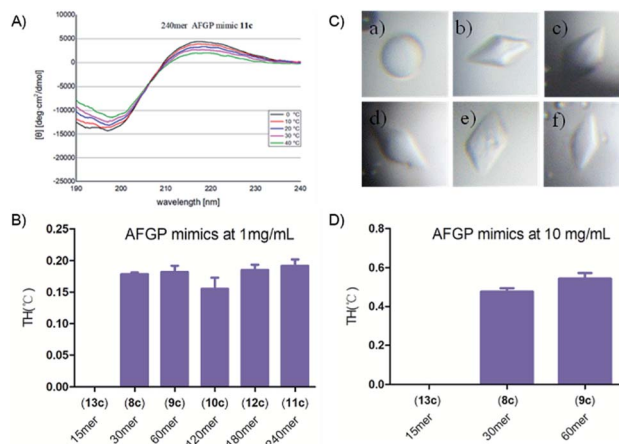 A)
240mer AFGP mimic 11c
10000
5000
0
-5000
-10000
-15000
-20000
25000
[θ] [deg·cm²/dmol]
0 °C
10 °C
20 °C
30 °C
40 °C
190 200 210 220 230 240
wavelength [nm]
C)
a) b) c)
d) e) f)
B)
AFGP mimics at 1mg/mL
TH(℃)
0.25
0.20
0.15
0.10
0.05
0.00
(13c) (8c) (9c) (10c) (12c) (11c)
15mer 30mer 60mer 120mer 180mer 240mer
D)
AFGP mimics at 10 mg/mL
TH(℃)
0.8
0.6
0.4
0.2
0.0
(13c) (8c) (9c)
15mer 30mer 60mer